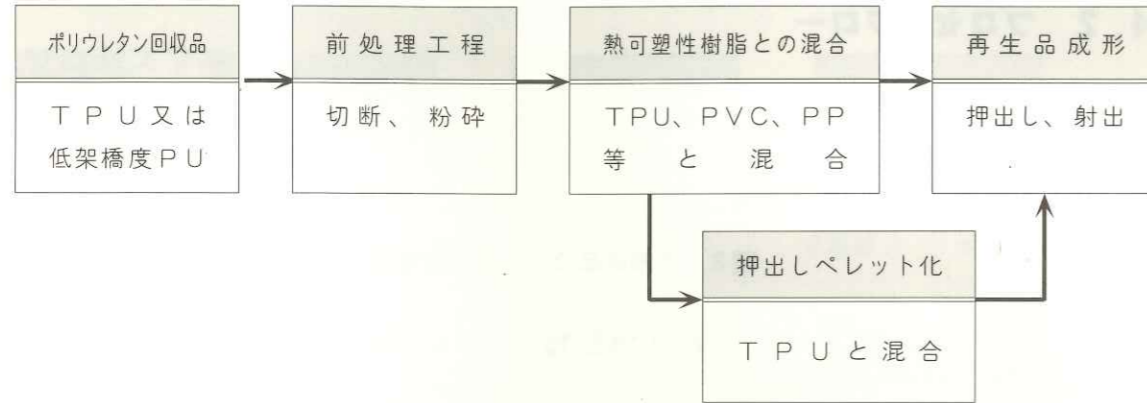 ポリウレタン回収品
ＴＰＵ又は
低架橋度ＰＵ
前処理工程
切断、粉砕
熱可塑性樹脂との混合
TPU、PVC、PP
等と混合
再生品成形
押出し、射出
押出しペレット化
ＴＰＵと混合